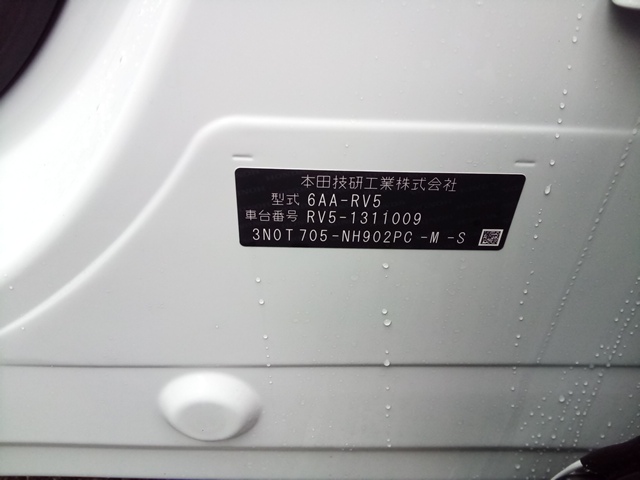 本田技研工業株式会社
型式 6AA-RV5
車台番号 RV5-1311009
3N0T705-NH902PC-M-S